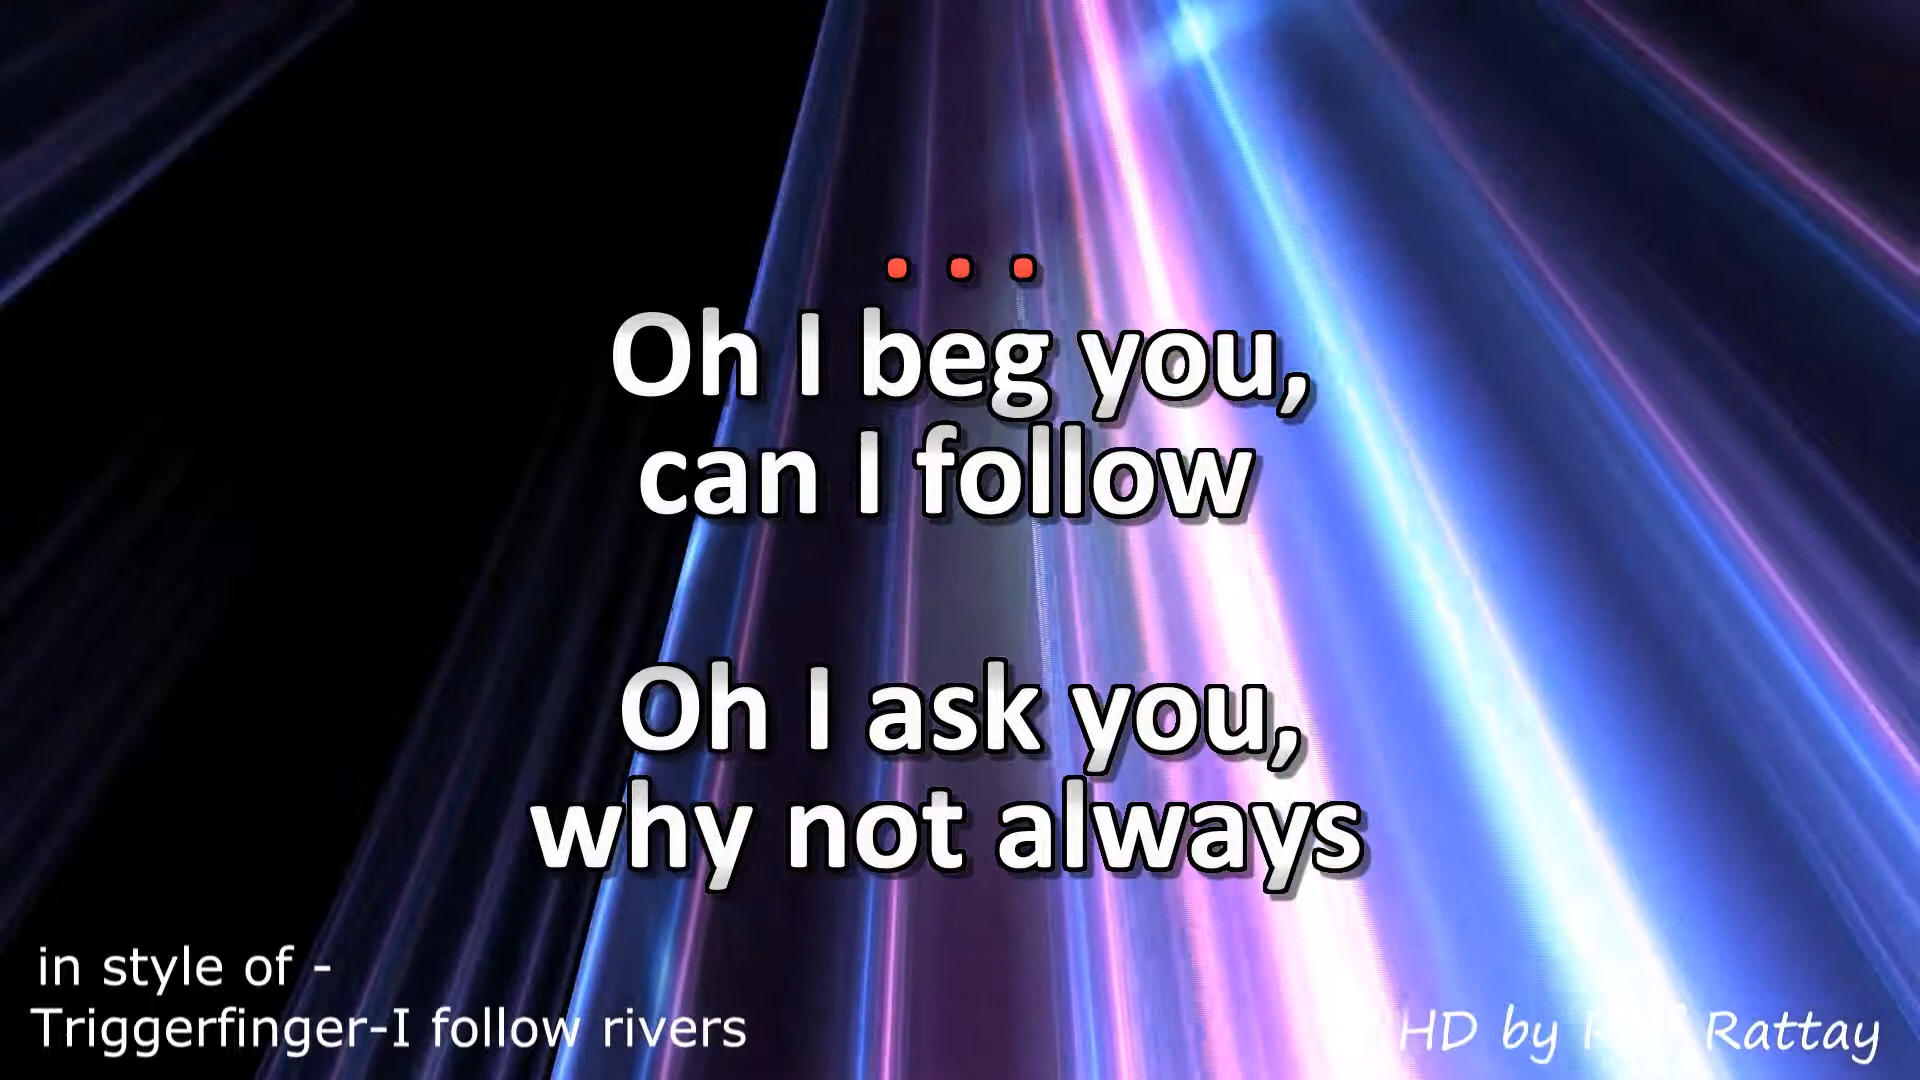 Oh I beg you,
can I follow
Oh I ask you,
why not always
in style of -
Triggerfinger-I follow rivers
HD by Rattay